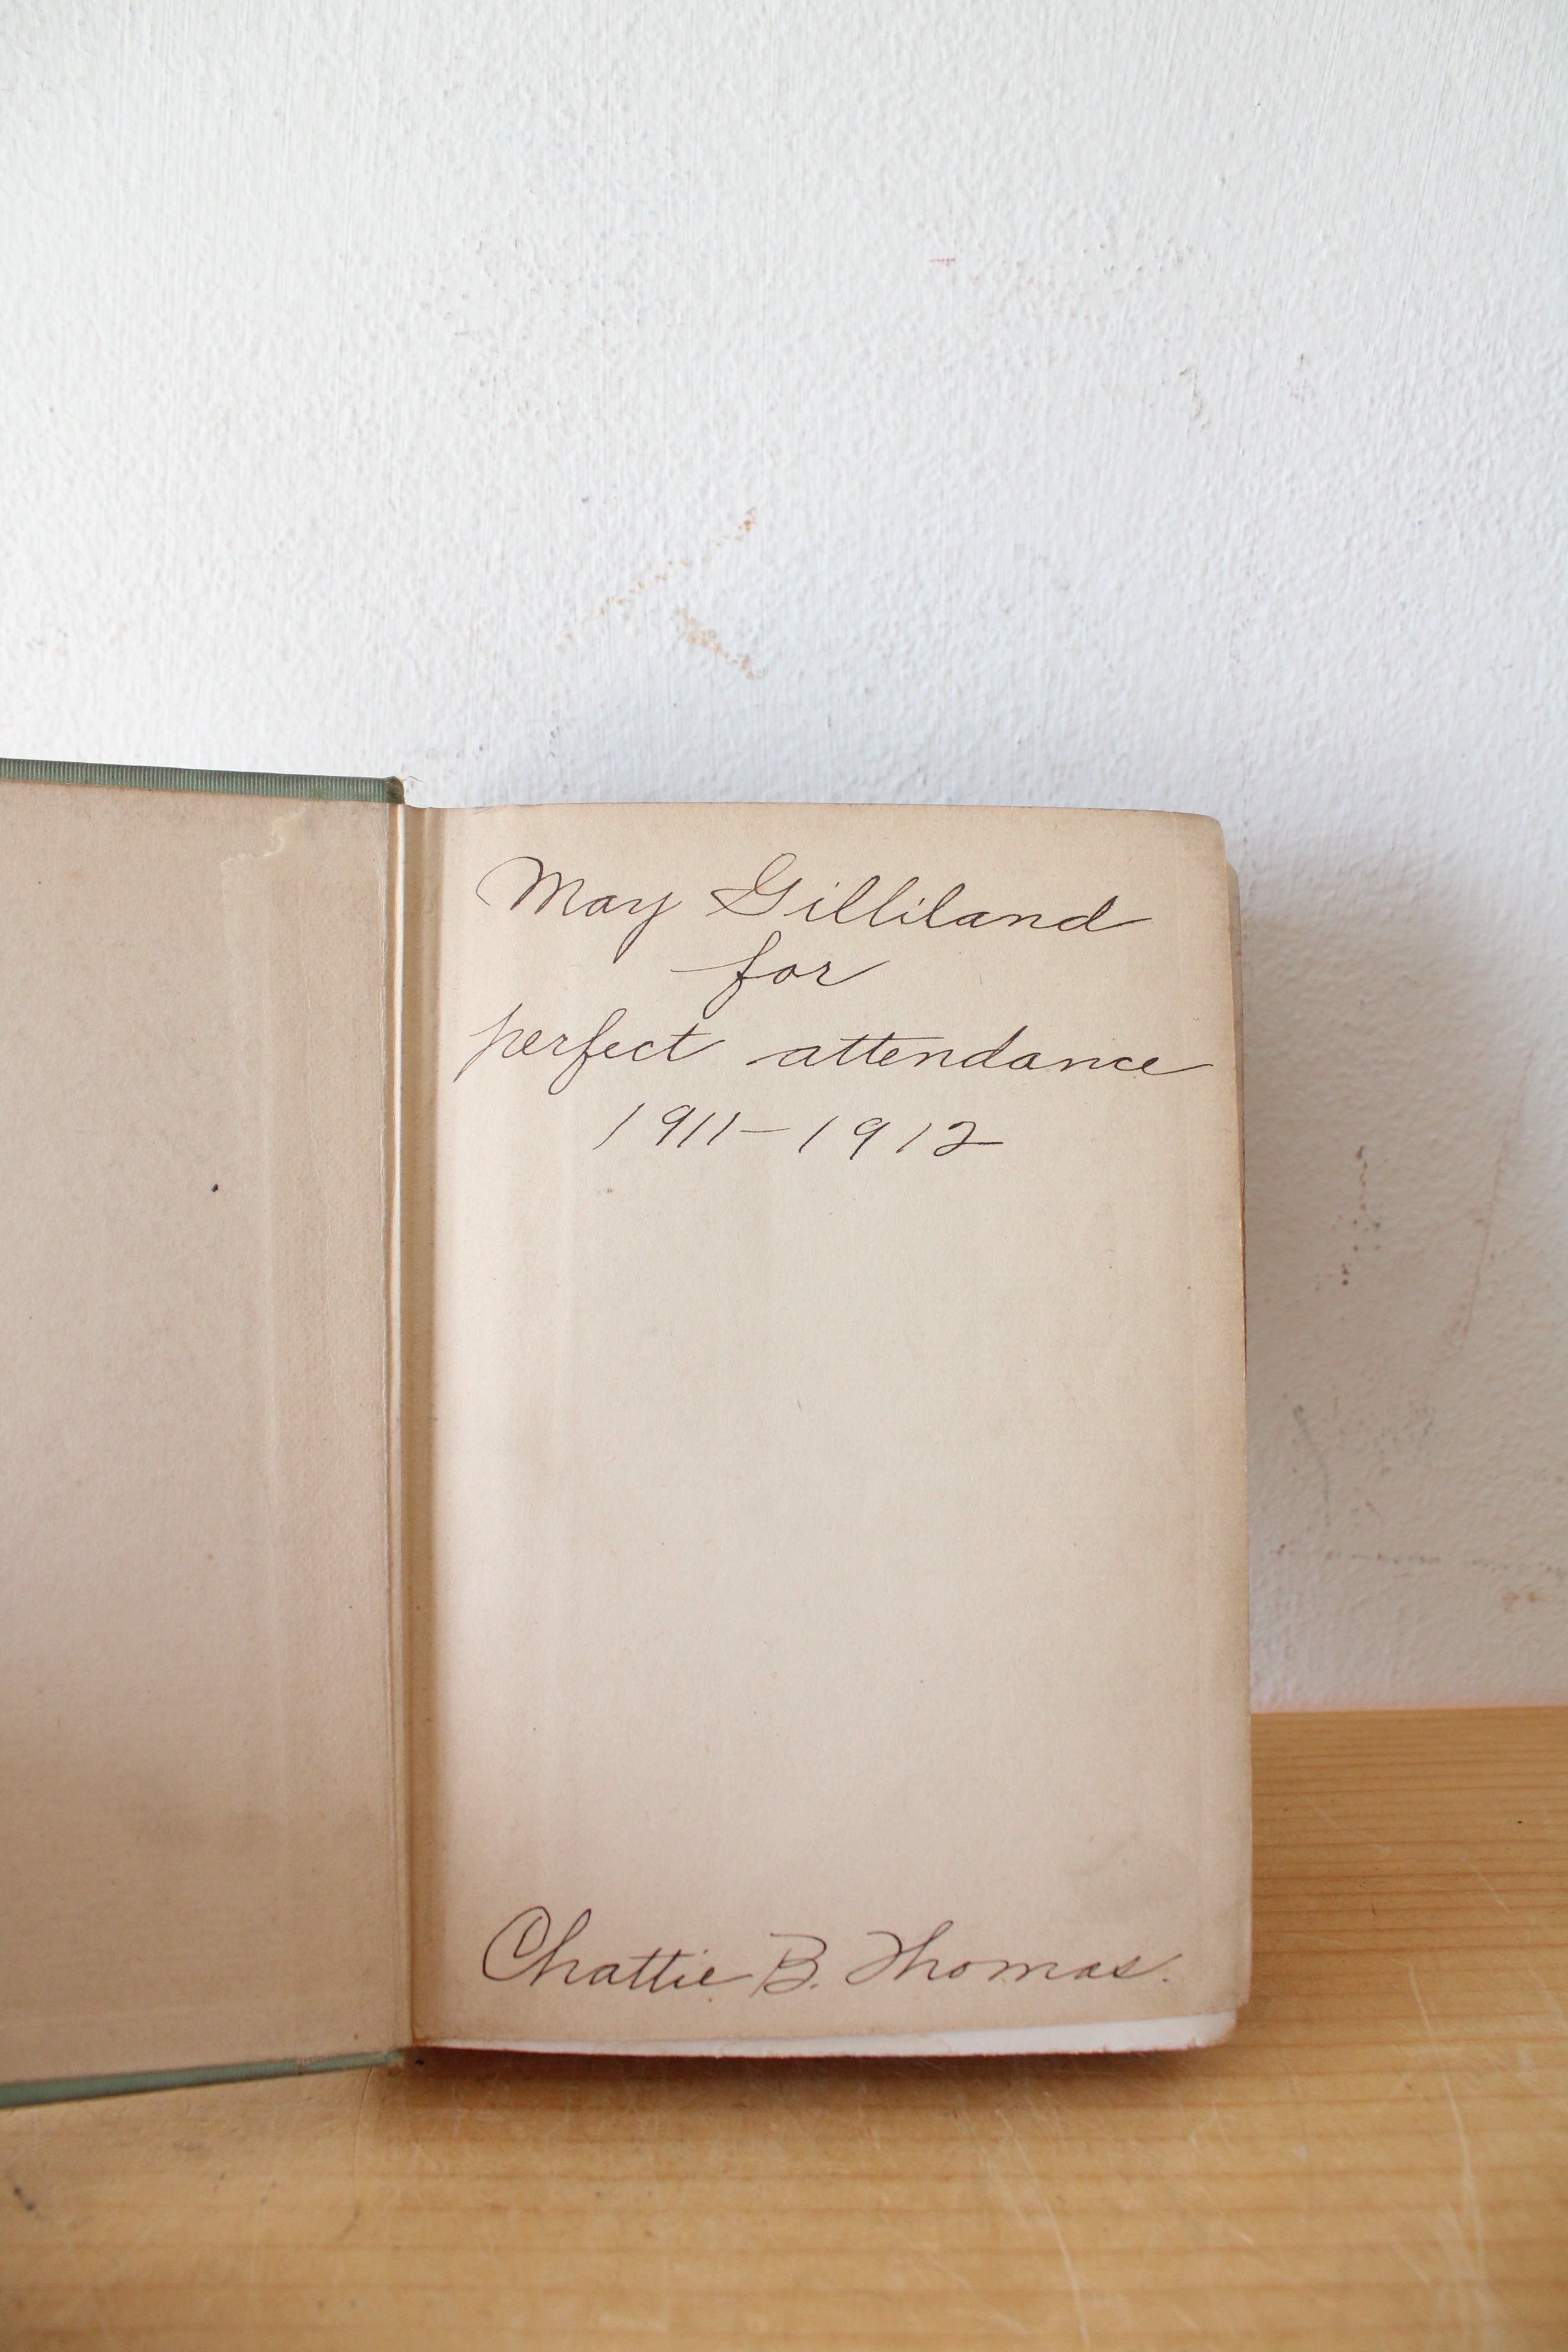 May Gilliland
for
perfect attendance
1911-1912
Chattie B. Thomas.